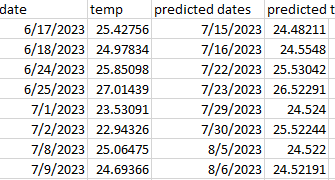 date temp predicted dates predicted t
6/17/2023 25.42756 7/15/2023 24.48211
6/18/2023 24.97834 7/16/2023 24.5548
6/24/2023 25.85098 7/22/2023 25.53042
6/25/2023 27.01439 7/23/2023 26.52291
7/1/2023 23.53091 7/29/2023 24.524
7/2/2023 22.94326 7/30/2023 25.52244
7/8/2023 25.06475 8/5/2023 24.522
7/9/2023 24.69366 8/6/2023 24.52191